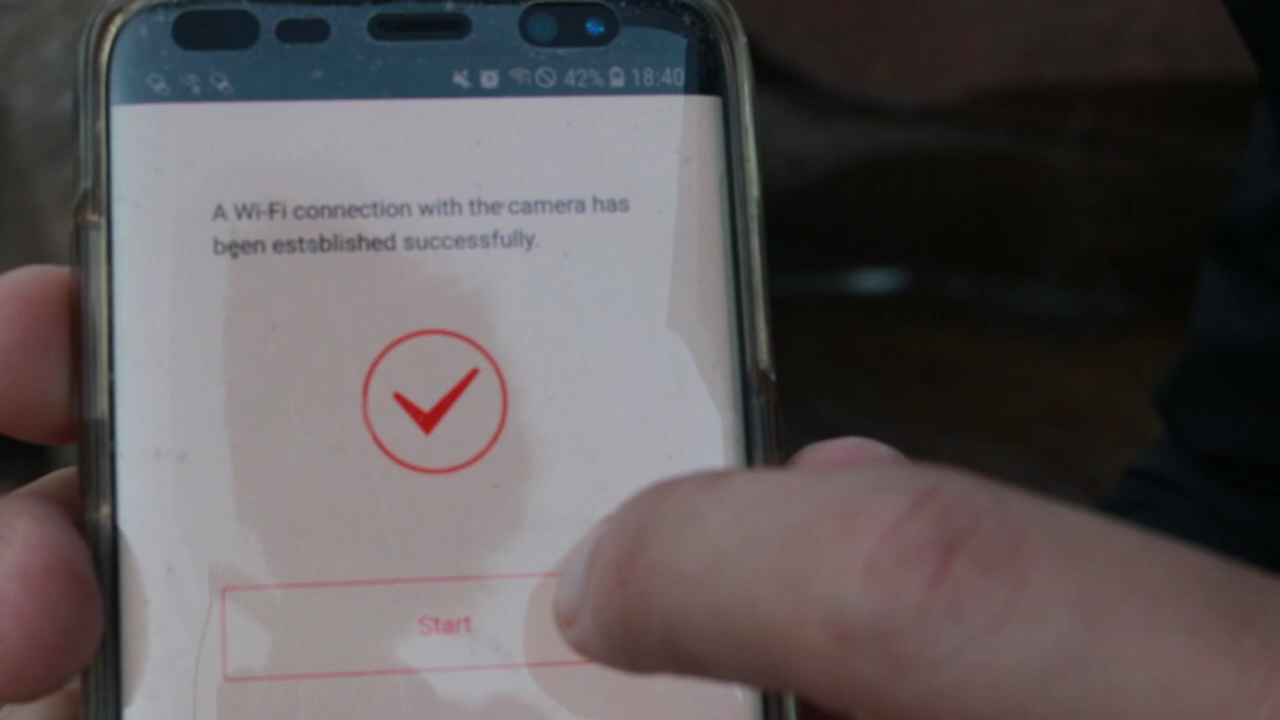 42% 18:40
A Wi-Fi connection with the camera has
been established successfully.
Start